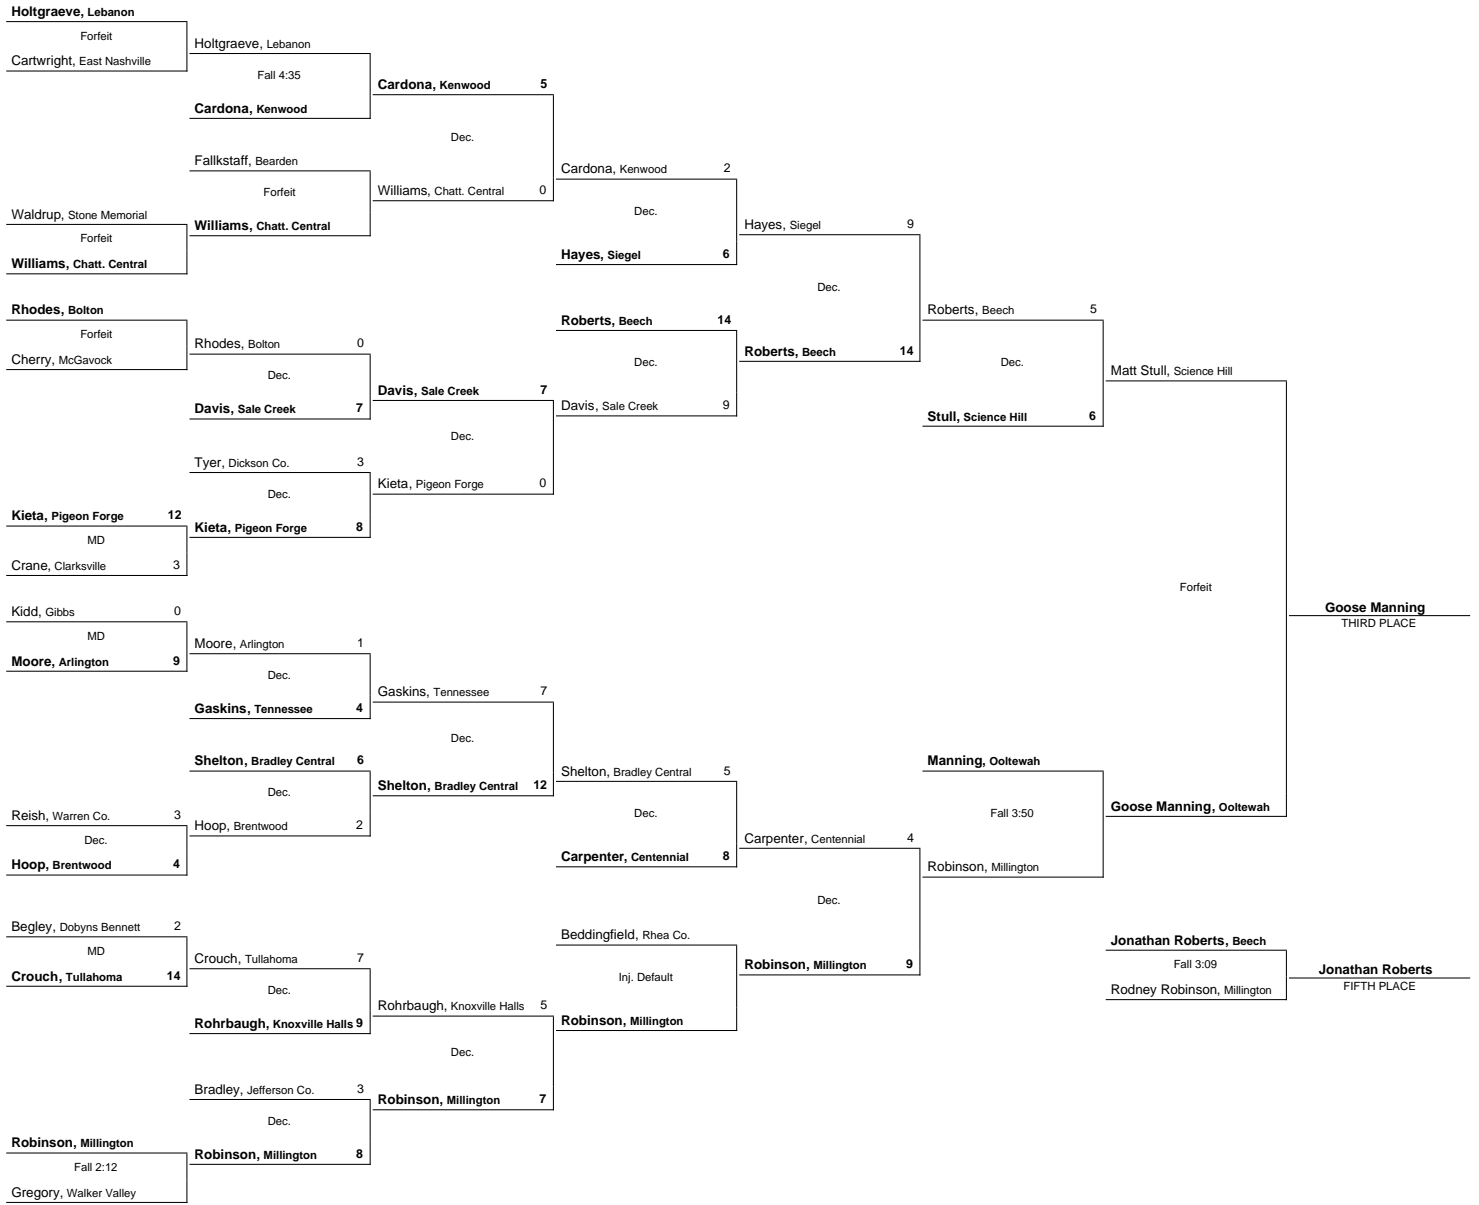 Holtgraeve, Lebanon
Forfeit
Cartwright, East Nashville
Holtgraeve, Lebanon
Fall 4:35
Cardona, Kenwood
Cardona, Kenwood 5
Dec.
Williams, Chatt. Central 0
Fallkstaff, Bearden
Forfeit
Williams, Chatt. Central
Waldrup, Stone Memorial
Forfeit
Williams, Chatt. Central
Cardona, Kenwood 2
Dec.
Hayes, Siegel 6
Hayes, Siegel 9
Dec.
Roberts, Beech 14
Rhodes, Bolton
Forfeit
Cherry, McGavock
Rhodes, Bolton 0
Dec.
Davis, Sale Creek 7
Davis, Sale Creek 7
Dec.
Kieta, Pigeon Forge 0
Roberts, Beech 14
Dec.
Davis, Sale Creek 9
Tyer, Dickson Co. 3
Dec.
Kieta, Pigeon Forge 8
Kieta, Pigeon Forge 12
MD
Crane, Clarksville 3
Roberts, Beech 5
Dec.
Stull, Science Hill 6
Matt Stull, Science Hill
Forfeit
Goose Manning, Ooltewah
Goose Manning
THIRD PLACE
Kidd, Gibbs 0
MD
Moore, Arlington 9
Moore, Arlington 1
Dec.
Gaskins, Tennessee 4
Gaskins, Tennessee 7
Dec.
Shelton, Bradley Central 12
Shelton, Bradley Central 6
Dec.
Hoop, Brentwood 2
Reish, Warren Co. 3
Dec.
Hoop, Brentwood 4
Shelton, Bradley Central 5
Dec.
Carpenter, Centennial 8
Carpenter, Centennial 4
Dec.
Robinson, Millington 9
Manning, Ooltewah
Fall 3:50
Robinson, Millington
Begley, Dobyns Bennett 2
MD
Crouch, Tullahoma 14
Crouch, Tullahoma 7
Dec.
Rohrbaugh, Knoxville Halls 9
Rohrbaugh, Knoxville Halls 5
Dec.
Robinson, Millington 7
Beddingfield, Rhea Co.
Inj. Default
Robinson, Millington
Bradley, Jefferson Co. 3
Dec.
Robinson, Millington 8
Robinson, Millington
Fall 2:12
Gregory, Walker Valley
Jonathan Roberts, Beech
Fall 3:09
Rodney Robinson, Millington
Jonathan Roberts
FIFTH PLACE